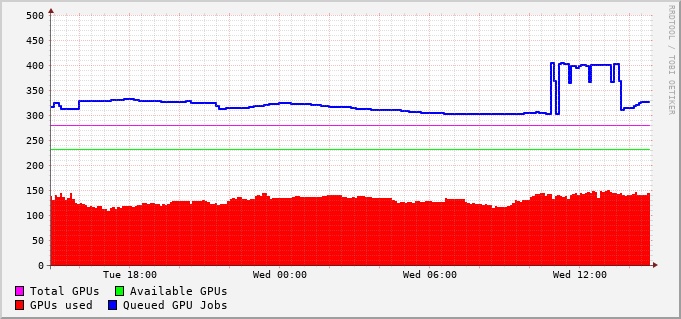 500
450
400
350
300
250
200
150
100
50
0
Tue 18:00 Wed 00:00 Wed 06:00 Wed 12:00
Total GPUs Available GPUs
GPUs used Queued GPU Jobs
RRDTOOL / TOBI OETIKER